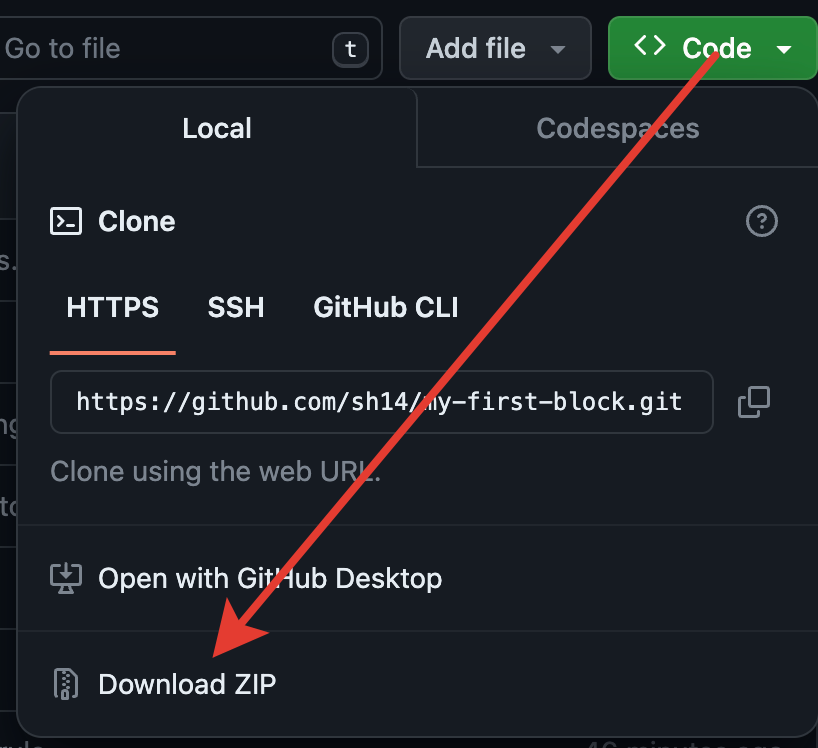 Go to file
t
Add file
Code
Local
Codespaces
Clone
HTTPS
SSH
GitHub CLI
https://github.com/sh14/my-first-block.git
Clone using the web URL.
Open with GitHub Desktop
Download ZIP